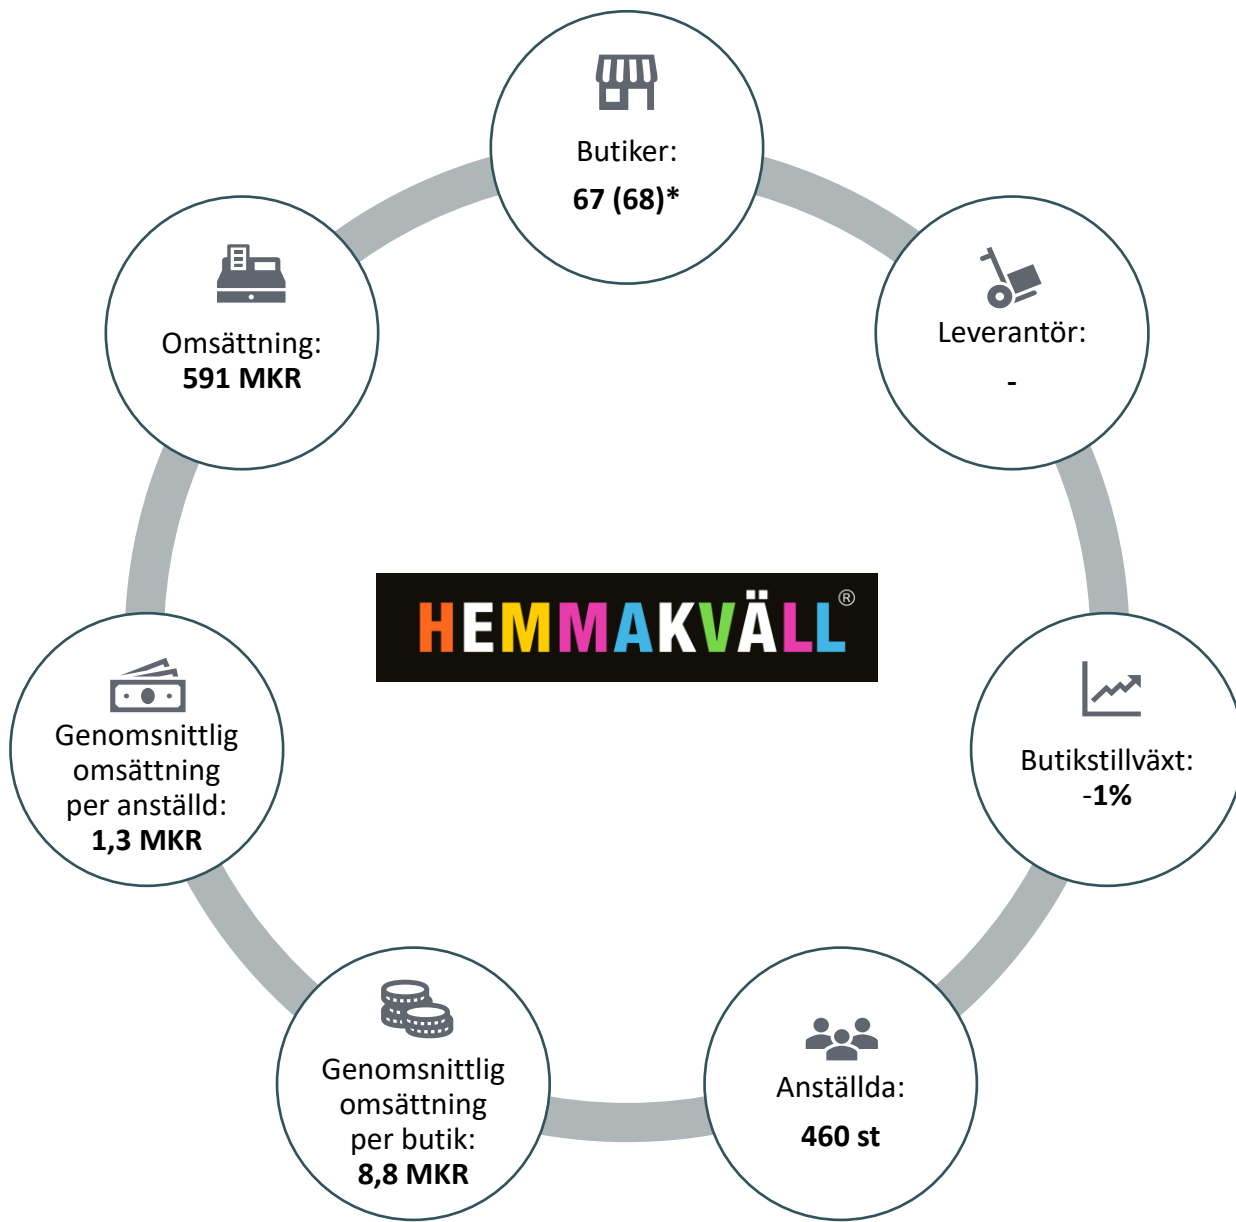 Butiker:
67 (68)*
Leverantör:
-
Butikstillväxt:
-1%
Anställda:
460 st
Genomsnittlig
omsättning
per butik:
8,8 MKR
Genomsnittlig
omsättning
per anställd:
1,3 MKR
Omsättning:
591 MKR
HEMMAKVÄLL®